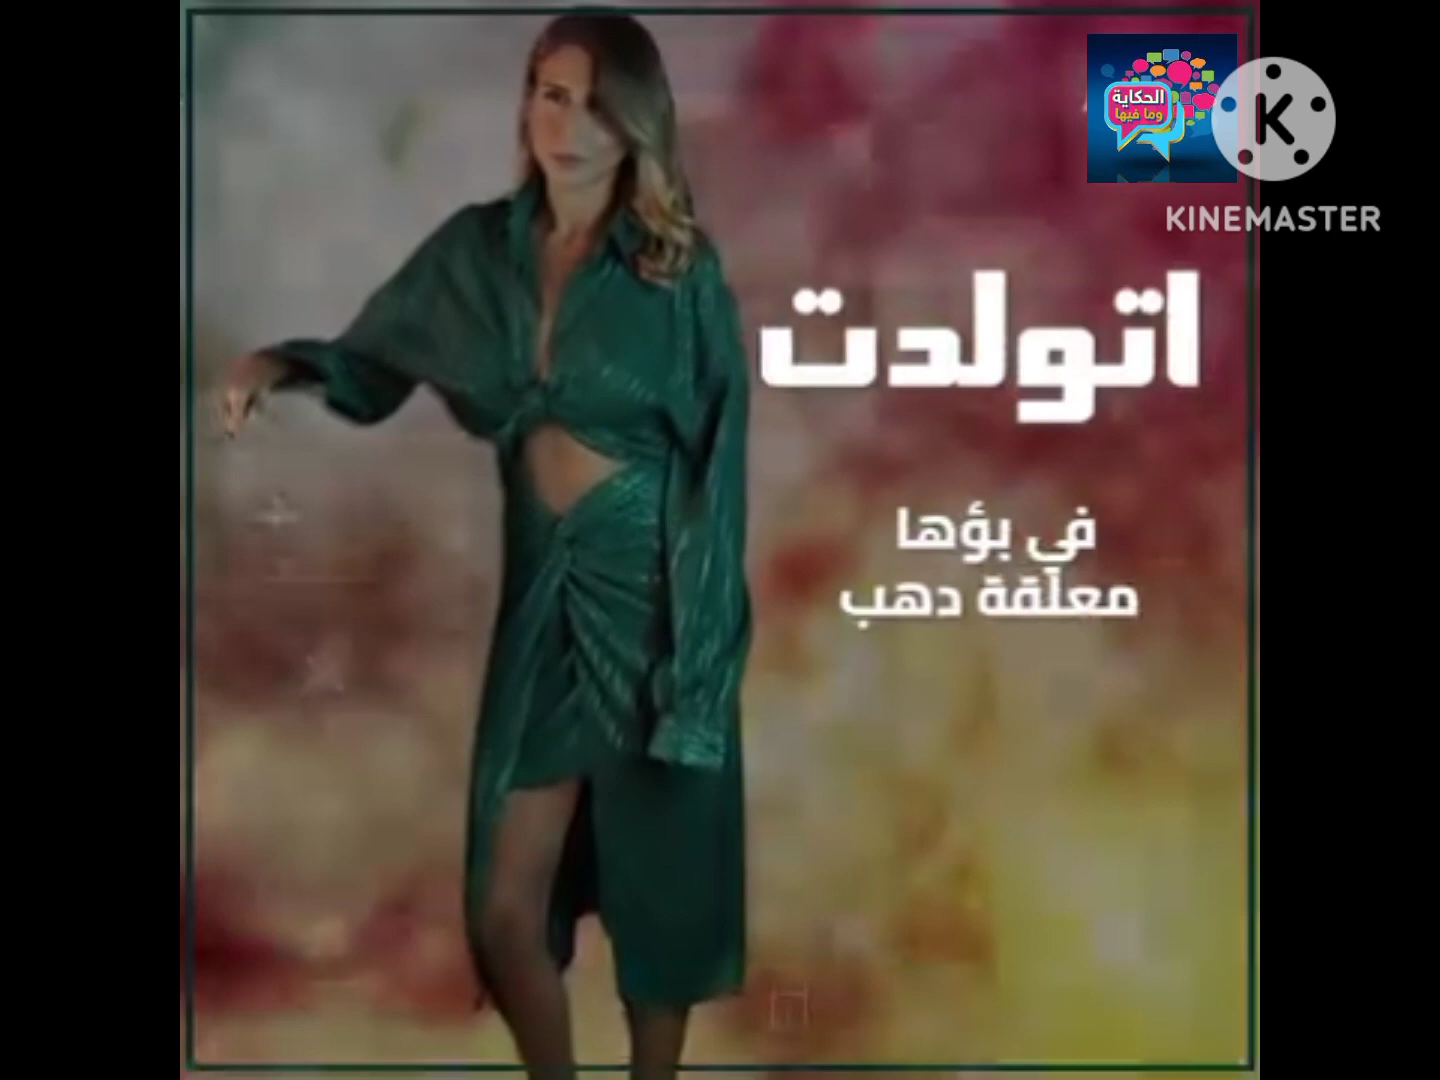 الحكاية
وما فيها
K
KINEMASTER
اتولدت
في بؤها
معلقة دهب